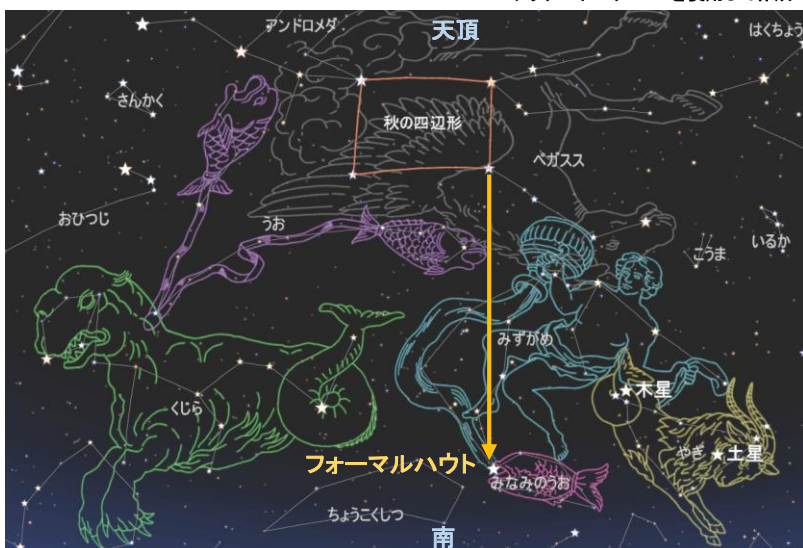 アンドロメダ
天頂
はくちょう
さんかく
秋の四辺形
ペガスス
おひつじ
うお
こうま
いるか
みずがめ
くじら
木星
フォーマルハウト
やぎ
土星
みなみのうお
ちょうこくしつ
南